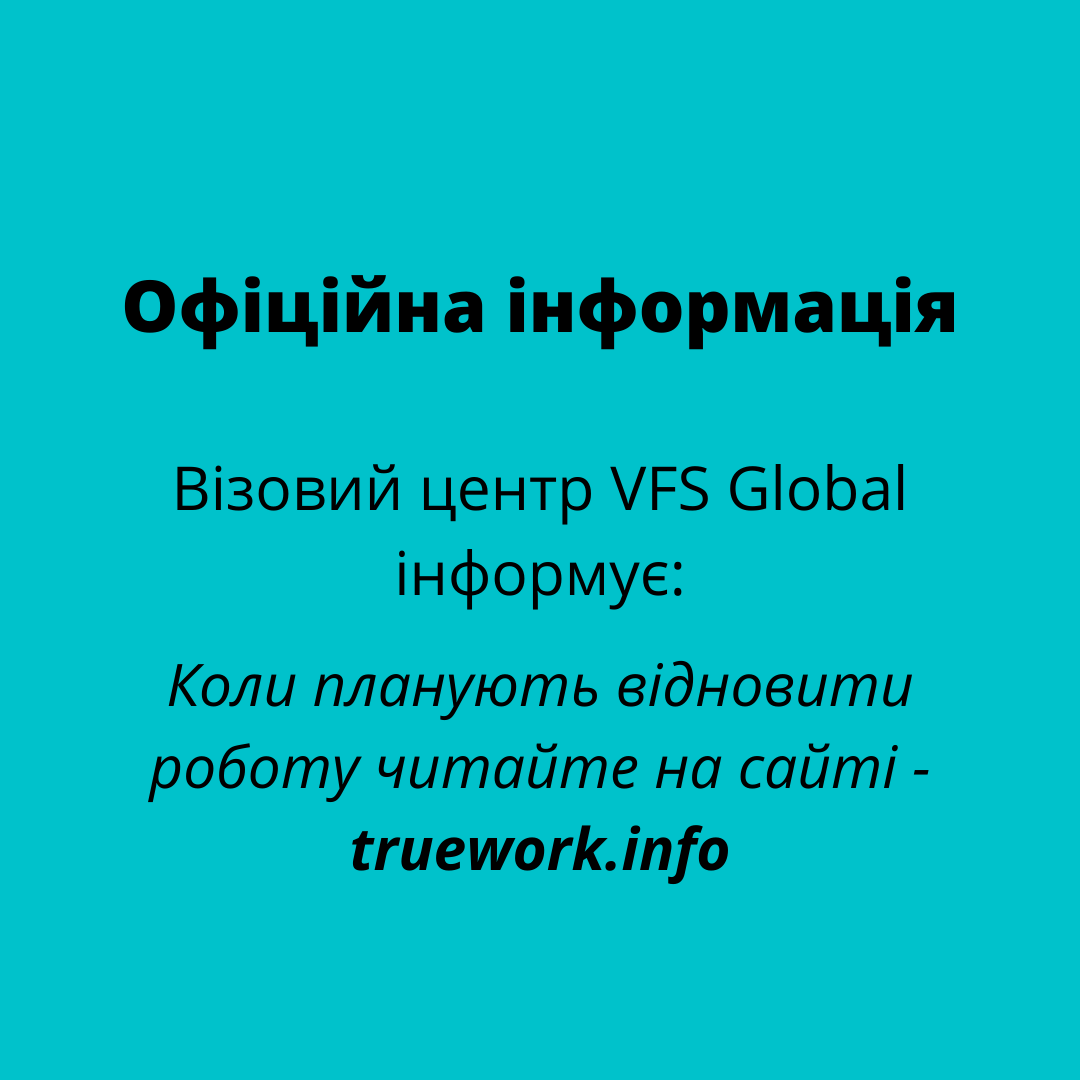 Офіційна інформація
Візовий центр VFS Global
інформує:
Коли планують відновити
роботу читайте на сайті -
truework.info